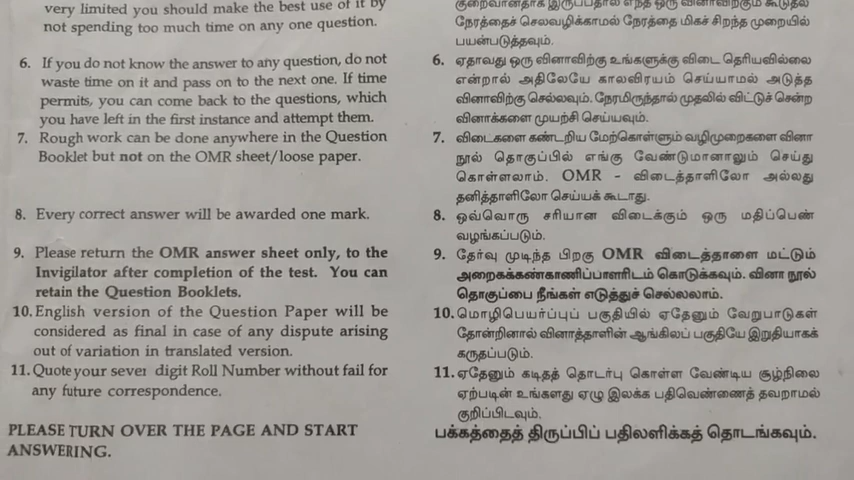 very limited you should make the best use of it by
not spending too much time on any one question.
6. If you do not know the answer to any question, do not
waste time on it and pass on to the next one. If time
permits, you can come back to the questions, which
you have left in the first instance and attempt them.
7. Rough work can be done anywhere in the Question
Booklet but not on the OMR sheet/loose paper.
8. Every correct answer will be awarded one mark.
9. Please return the OMR answer sheet only, to the
Invigilator after completion of the test. You can
retain the Question Booklets.
10. English version of the Question Paper will be
considered as final in case of any dispute arising
out of variation in translated version.
11. Quote your seven digit Roll Number without fail for
any future correspondence.
PLEASE TURN OVER THE PAGE AND START
ANSWERING.
குறைவானதாக இருப்பதால் எந்த ஒரு வினாவிற்கும் கூடுதல்
நேரத்தைச் செலவழிக்காமல் நேரத்தை மிகச் சிறந்த முறையில்
பயன்படுத்தவும்.
6. ஏதாவது ஒரு வினாவிற்கு உங்களுக்கு விடை தெரியவில்லை
என்றால் அதிலேயே காலவிரயம் செய்யாமல் அடுத்த
வினாவிற்கு செல்லவும். நேரமிருந்தால் முதலில் விட்டுச் சென்ற
வினாக்களை முயற்சி செய்யவும்.
7. விடைகளை கண்டறிய மேற்கொள்ளும் வழிமுறைகளை வினா
நூல் தொகுப்பில் எங்கு வேண்டுமானாலும் செய்து
கொள்ளலாம். OMR - விடைத்தாளிலோ அல்லது
தனித்தாளிலோ செய்யக் கூடாது.
8. ஒவ்வொரு சரியான விடைக்கும் ஒரு மதிப்பெண்
வழங்கப்படும்.
9. தேர்வு முடிந்த பிறகு OMR விடைத்தாளை மட்டும்
அறைகக்கண்காணிப்பாளரிடம் கொடுக்கவும். வினா நூல்
தொகுப்பை நீங்கள் எடுத்துச் செல்லலாம்.
10. மொழிபெயர்ப்புப் பகுதியில் ஏதேனும் வேறுபாடுகள்
தோன்றினால் வினாத்தாளின் ஆங்கிலப் பகுதியே இறுதியாகக்
கருதப்படும்.
11. ஏதேனும் கடிதத் தொடர்பு கொள்ள வேண்டிய சூழ்நிலை
ஏற்படின் உங்களது ஏழு இலக்க பதிவெண்ணைத் தவறாமல்
குறிப்பிடவும்.
பக்கத்தைத் திருப்பிப் பதிலளிக்கத் தொடங்கவும்.